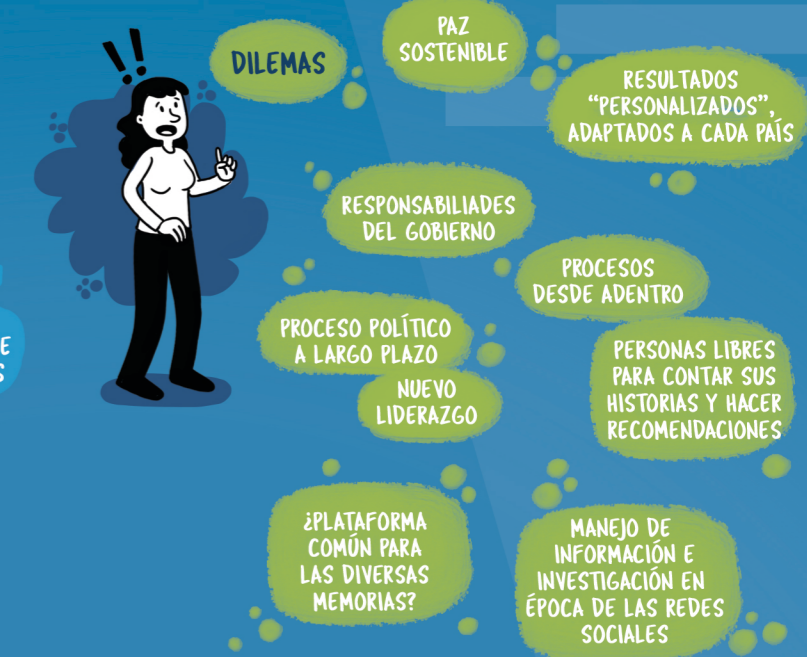 DILEMAS
PAZ
SOSTENIBLE
RESULTADOS
“PERSONALIZADOS”,
ADAPTADOS A CADA PAÍS
RESPONSABILIADES
DEL GOBIERNO
PROCESOS
DESDE ADENTRO
PROCESO POLÍTICO
A LARGO PLAZO
NUEVO
LIDERAZGO
PERSONAS LIBRES
PARA CONTAR SUS
HISTORIAS Y HACER
RECOMENDACIONES
¿PLATAFORMA
COMÚN PARA
LAS DIVERSAS
MEMORIAS?
MANEJO DE
INFORMACIÓN E
INVESTIGACIÓN EN
ÉPOCA DE LAS REDES
SOCIALES